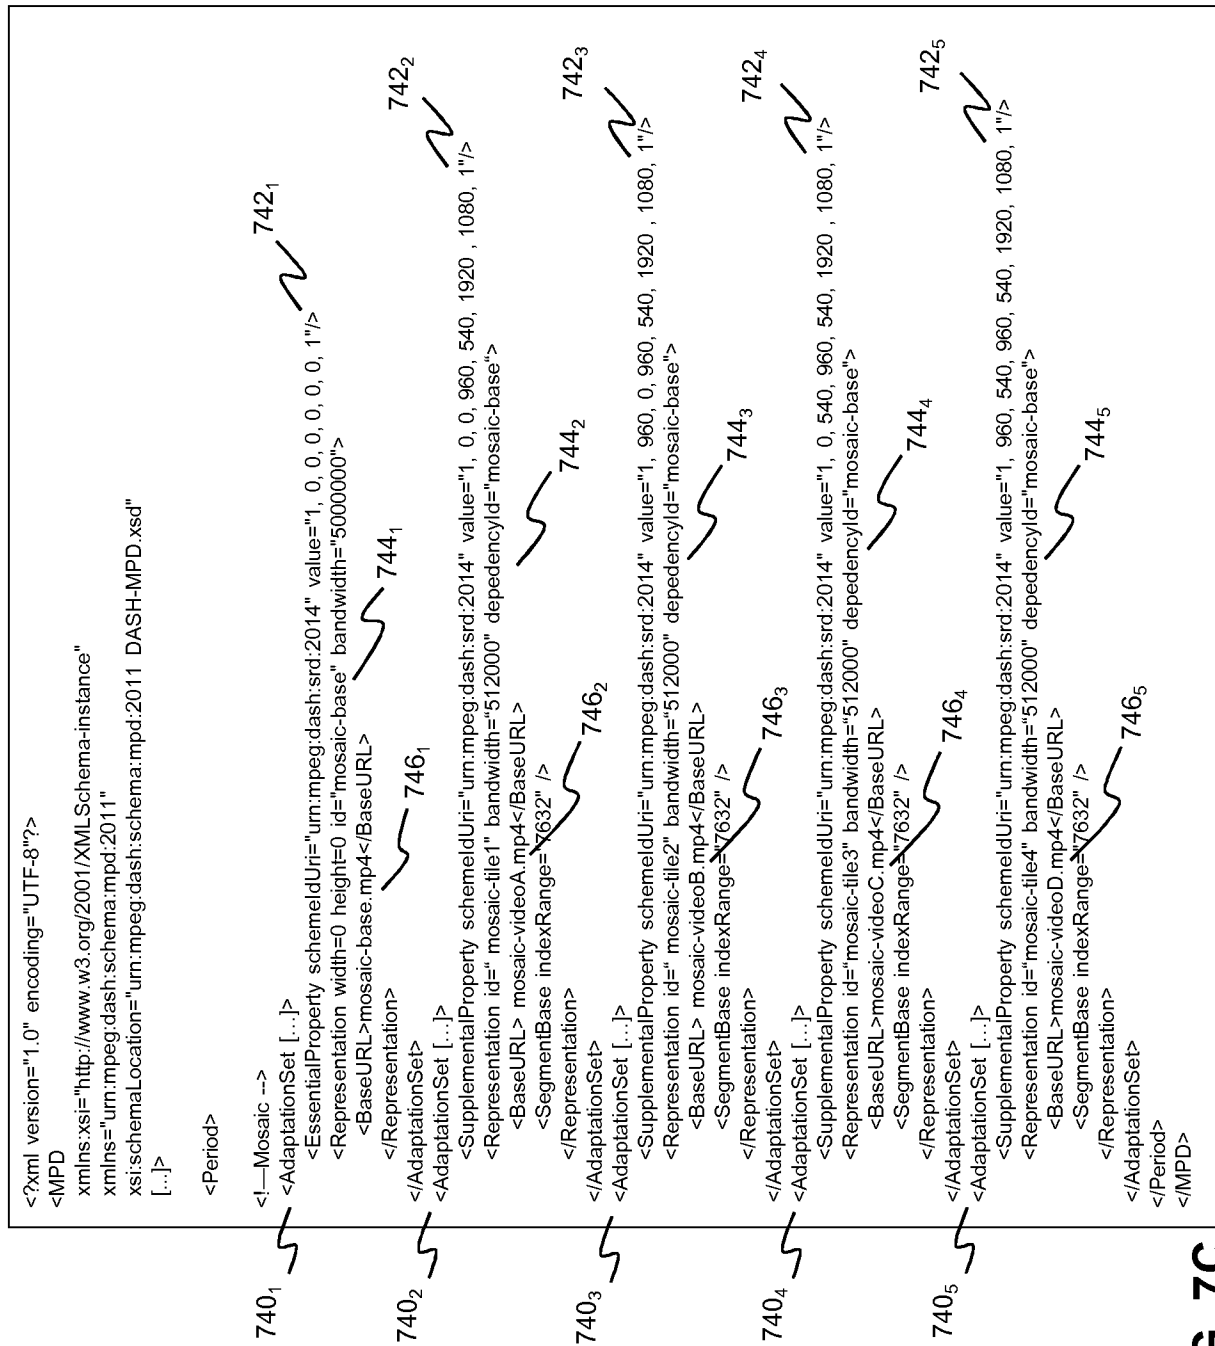 <?xml version="1.0" encoding="UTF-8"?>
<MPD
xmlns:xsi="http://www.w3.org/2001/XMLSchema-instance"
xmlns="urn:mpeg:dash:schema:mpd:2011"
xsi:schemaLocation="urn:mpeg:dash:schema:mpd:2011 DASH-MPD.xsd"
[...]>
<Period>
<!—Mosaic -->
740₁ <AdaptationSet [...]>
<EssentialProperty schemeIdUri="urn:mpeg:dash:srd:2014" value="1, 0, 0, 0, 0, 0, 0, 1"/> 742₁
<Representation width=0 height=0 id="mosaic-base" bandwidth="5000000"> 744₁
<BaseURL>mosaic-base.mp4</BaseURL> 746₁
</Representation>
</AdaptationSet>
740₂ <AdaptationSet [...]>
<SupplementalProperty schemeIdUri="urn:mpeg:dash:srd:2014" value="1, 0, 0, 960, 540, 1920 , 1080, 1"/> 742₂
<Representation id=“ mosaic-tile1" bandwidth=“512000" depedencyId="mosaic-base“> 744₂
<BaseURL> mosaic-videoA.mp4</BaseURL> 746₂
<SegmentBase indexRange="7632" />
</Representation>
</AdaptationSet>
740₃ <AdaptationSet [...]>
<SupplementalProperty schemeIdUri="urn:mpeg:dash:srd:2014" value="1, 960, 0, 960, 540, 1920 , 1080, 1"/> 742₃
<Representation id=“ mosaic-tile2" bandwidth=“512000" depedencyId="mosaic-base"> 744₃
<BaseURL> mosaic-videoB.mp4</BaseURL> 746₃
<SegmentBase indexRange="7632" />
</Representation>
</AdaptationSet>
740₄ <AdaptationSet [...]>
<SupplementalProperty schemeIdUri="urn:mpeg:dash:srd:2014" value="1, 0, 540, 960, 540, 1920 , 1080, 1"/> 742₄
<Representation id="mosaic-tile3" bandwidth=“512000" depedencyId="mosaic-base"> 744₄
<BaseURL>mosaic-videoC.mp4</BaseURL> 746₄
<SegmentBase indexRange="7632" />
</Representation>
</AdaptationSet>
740₅ <AdaptationSet [...]>
<SupplementalProperty schemeIdUri="urn:mpeg:dash:srd:2014" value="1, 960, 540, 960, 540, 1920, 1080, 1"/> 742₅
<Representation id="mosaic-tile4" bandwidth="512000" depedencyId="mosaic-base"> 744₅
<BaseURL>mosaic-videoD.mp4</BaseURL> 746₅
<SegmentBase indexRange="7632" />
</Representation>
</AdaptationSet>
</Period>
</MPD>